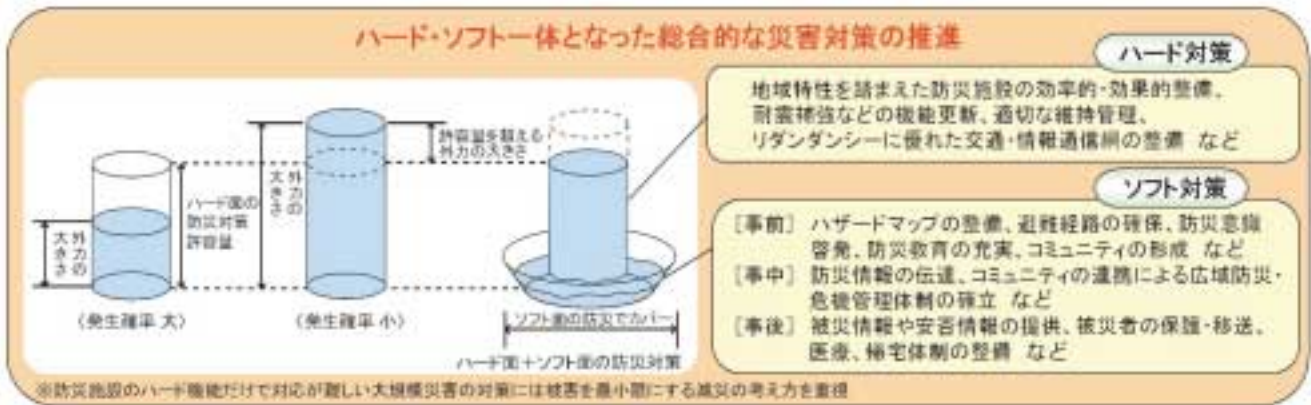 ハード・ソフト一体となった総合的な災害対策の推進
ハード対策
地域特性を踏まえた防災施設の効率的・効果的整備、
耐震補強などの機能更新、適切な維持管理、
リダンダンシーに優れた交通・情報通信網の整備 など
ソフト対策
[事前] ハザードマップの整備、避難経路の確保、防災意識
啓発、防災教育の充実、コミュニティの形成 など
[事中] 防災情報の伝達、コミュニティの連携による広域防災・
危機管理体制の確立 など
[事後] 被災情報や安否情報の提供、被災者の保護・移送、
医療、帰宅体制の整備 など
外力の
大きさ
ハード面の
防災対策
許容量
外力の
大きさ
許容量を超える
外力の大きさ
〈発生確率 大〉
〈発生確率 小〉
ソフト面の防災でカバー
ハード面+ソフト面の防災対策
※防災施設のハード機能だけで対応が難しい大規模災害の対策には被害を最小限にする減災の考え方を重視